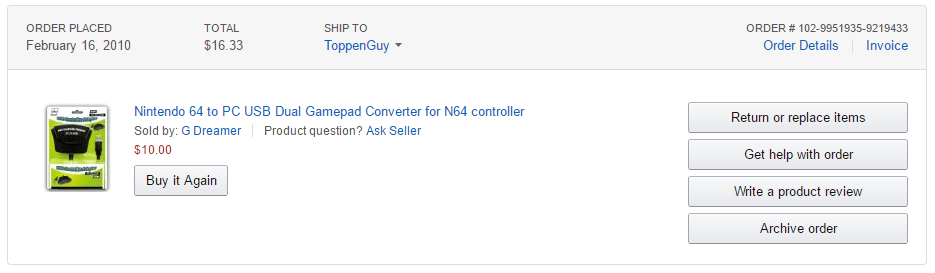 ORDER PLACED
February 16, 2010
TOTAL
$16.33
SHIP TO
ToppenGuy
ORDER # 102-9951935-9219433
Order Details
Invoice
Nintendo 64 to PC USB Dual Gamepad Converter for N64 controller
Sold by: G Dreamer
Product question? Ask Seller
$10.00
Buy it Again
Return or replace items
Get help with order
Write a product review
Archive order